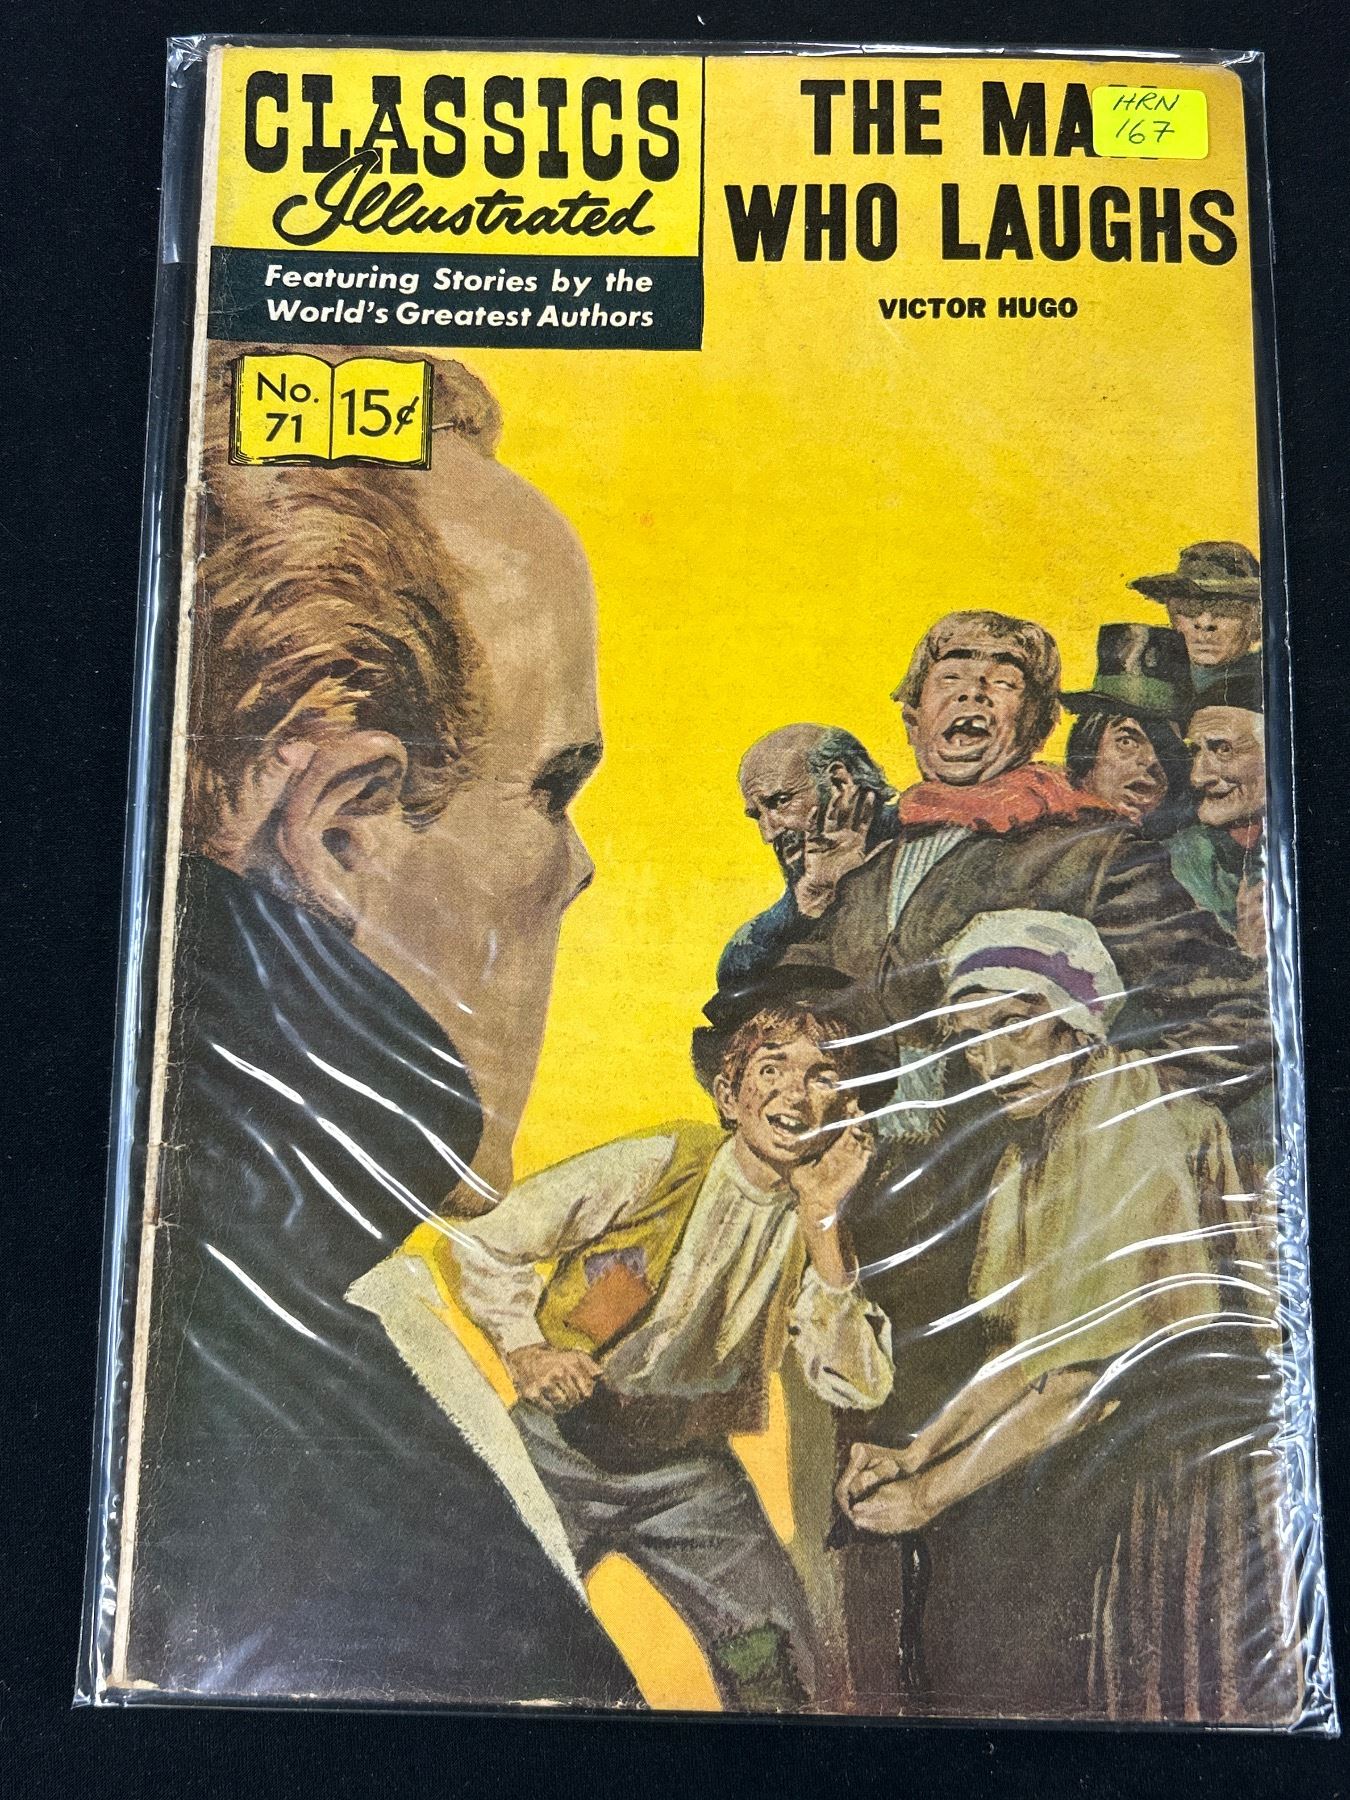 CLASSICS
Illustrated
Featuring Stories by the
World's Greatest Authors
No.
71
15¢
THE MAN
WHO LAUGHS
VICTOR HUGO
HRN
167